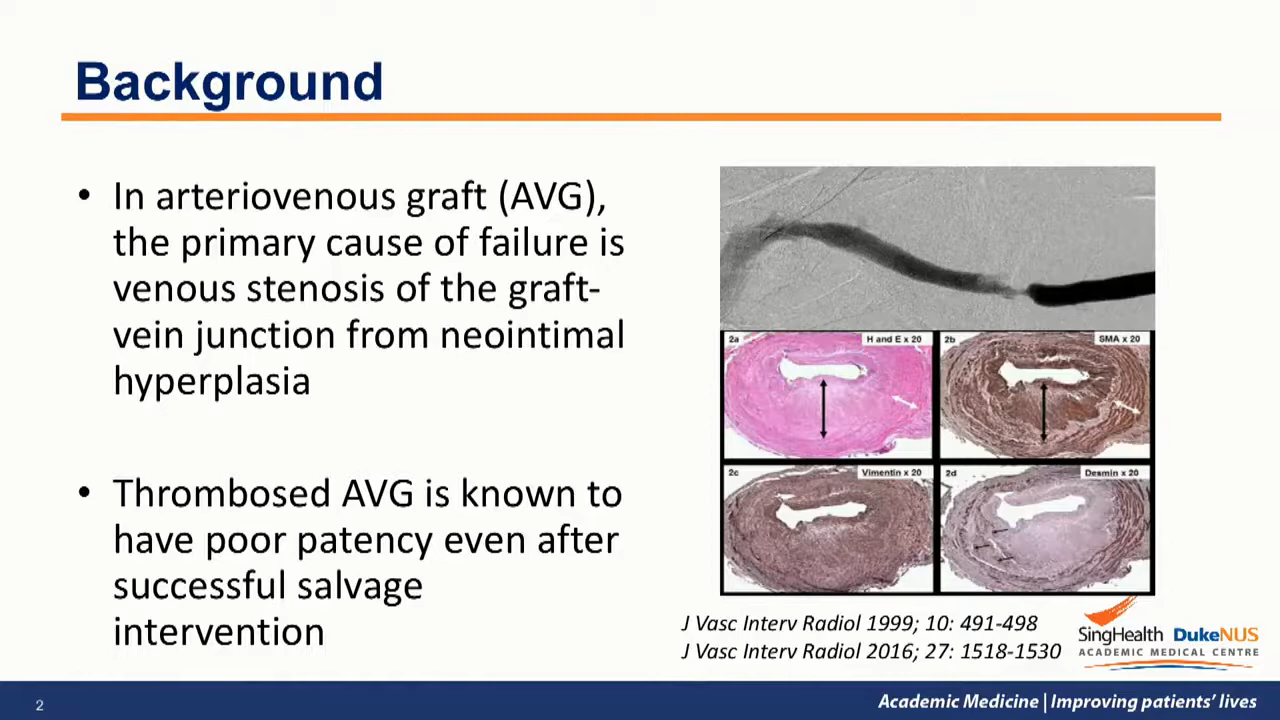 Background
• In arteriovenous graft (AVG),
the primary cause of failure is
venous stenosis of the graft-
vein junction from neointimal
hyperplasia
• Thrombosed AVG is known to
have poor patency even after
successful salvage
intervention
2a H and E x 20
2b SMA x 20
2c Vimentin x 20
2d Desmin x 20
J Vasc Interv Radiol 1999; 10: 491-498
J Vasc Interv Radiol 2016; 27: 1518-1530
SingHealth DukeNUS
ACADEMIC MEDICAL CENTRE
2
Academic Medicine | Improving patients’ lives